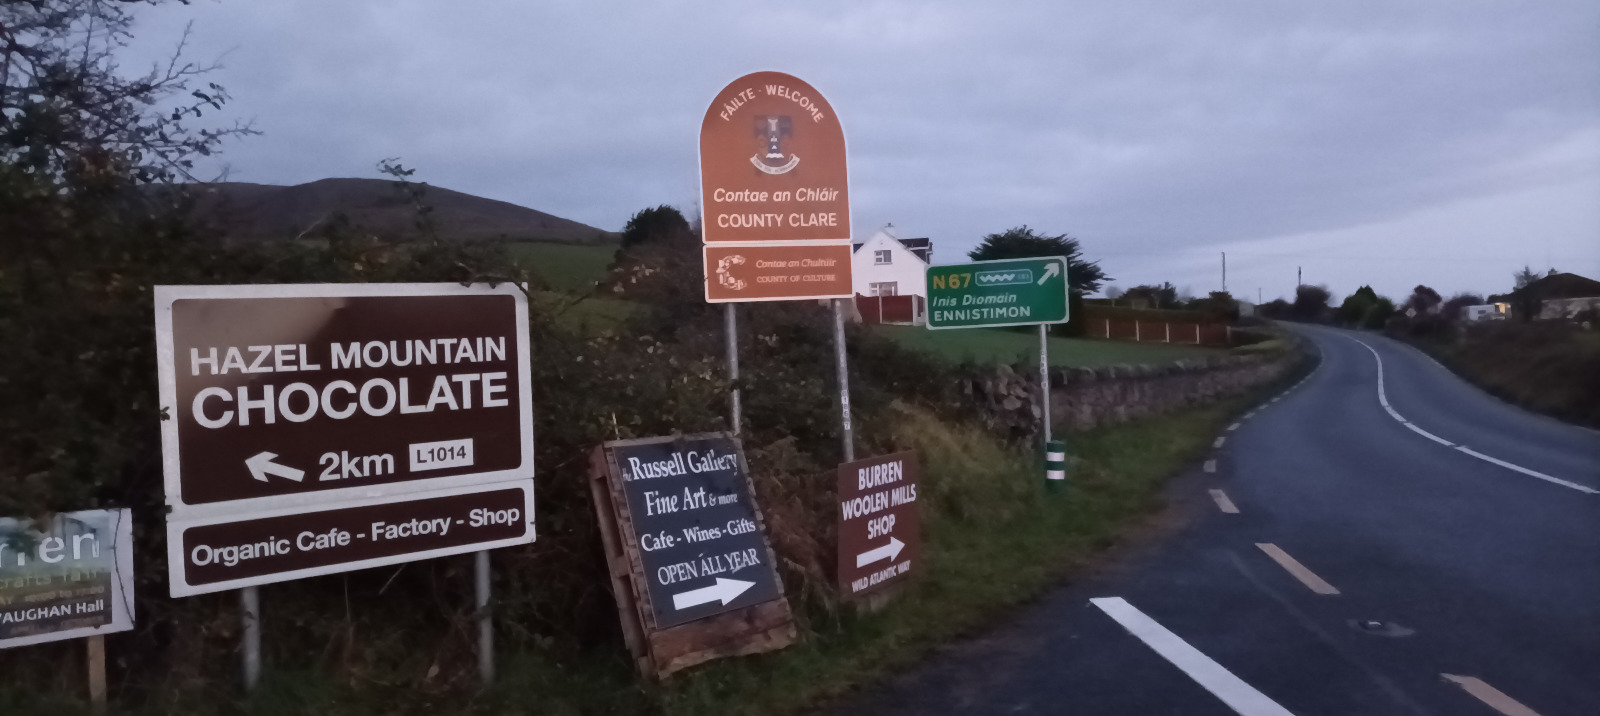 HAZEL MOUNTAIN
CHOCOLATE
2km L1014
Organic Cafe - Factory - Shop
VAUGHAN Hall
FÁILTE · WELCOME
Contae an Chláir
COUNTY CLARE
Contae an Chultúir
COUNTY OF CULTURE
N67
Inis Díomáin
ENNISTIMON
the Russell Gallery
Fine Art & more
Cafe - Wines - Gifts
OPEN ALL YEAR
BURREN
WOOLEN MILLS
SHOP
WILD ATLANTIC WAY